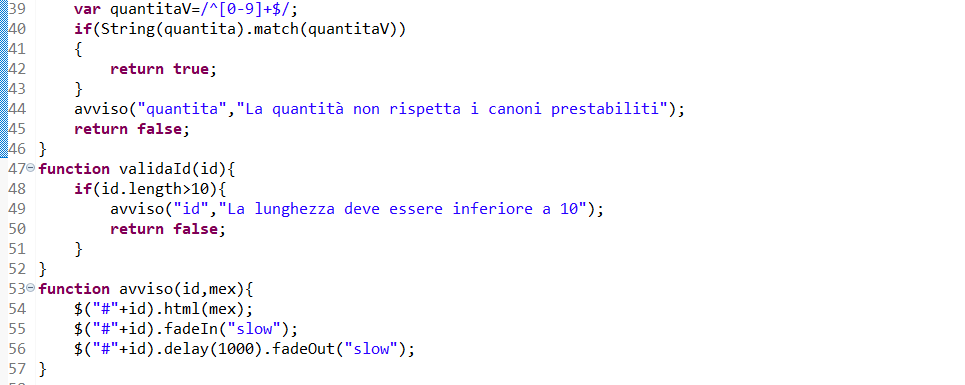 39 var quantitaV=/^[0-9]+$/;
40 if(String(quantita).match(quantitaV))
41 {
42 return true;
43 }
44 avviso("quantita","La quantità non rispetta i canoni prestabiliti");
45 return false;
46 }
47 function validaId(id){
48 if(id.length>10){
49 avviso("id","La lunghezza deve essere inferiore a 10");
50 return false;
51 }
52 }
53 function avviso(id,mex){
54 $("#"+id).html(mex);
55 $("#"+id).fadeIn("slow");
56 $("#"+id).delay(1000).fadeOut("slow");
57 }